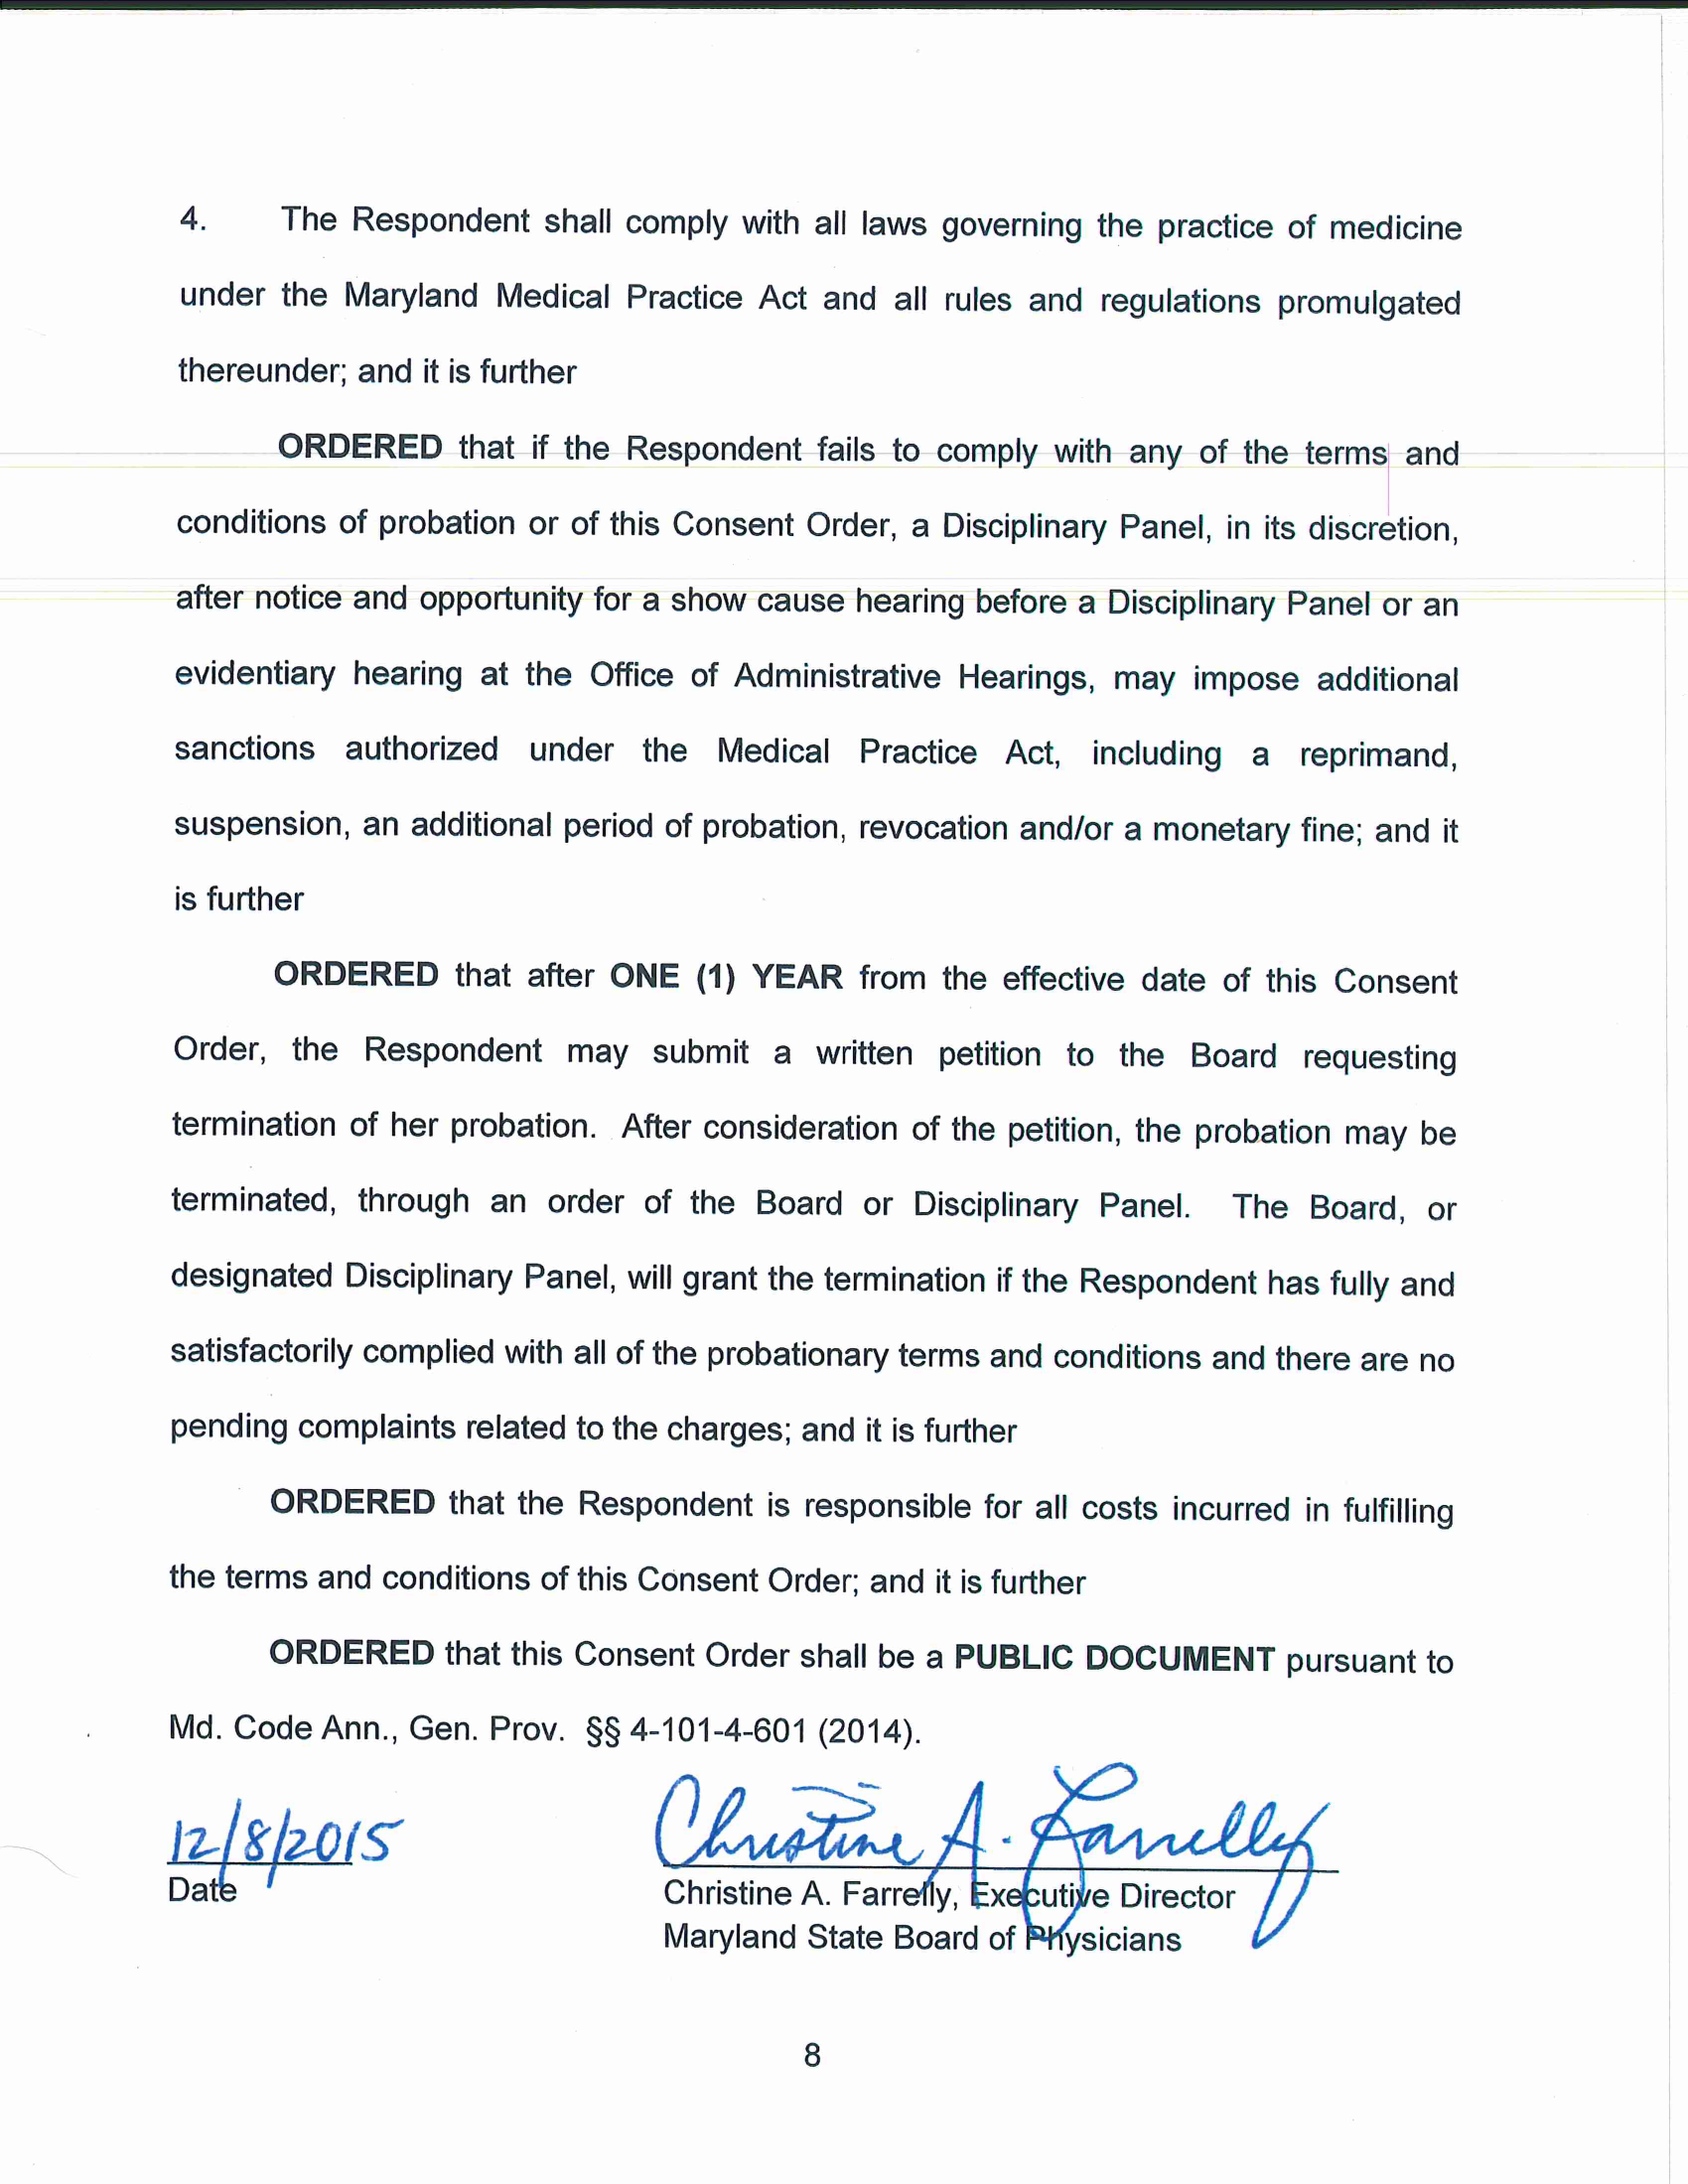 4. The Respondent shall comply with all laws governing the practice of medicine
under the Maryland Medical Practice Act and all rules and regulations promulgated
thereunder; and it is further
ORDERED that if the Respondent fails to comply with any of the terms and
conditions of probation or of this Consent Order, a Disciplinary Panel, in its discretion,
after notice and opportunity for a show cause hearing before a Disciplinary Panel or an
evidentiary hearing at the Office of Administrative Hearings, may impose additional
sanctions authorized under the Medical Practice Act, including a reprimand,
suspension, an additional period of probation, revocation and/or a monetary fine; and it
is further
ORDERED that after ONE (1) YEAR from the effective date of this Consent
Order, the Respondent may submit a written petition to the Board requesting
termination of her probation. After consideration of the petition, the probation may be
terminated, through an order of the Board or Disciplinary Panel. The Board, or
designated Disciplinary Panel, will grant the termination if the Respondent has fully and
satisfactorily complied with all of the probationary terms and conditions and there are no
pending complaints related to the charges; and it is further
ORDERED that the Respondent is responsible for all costs incurred in fulfilling
the terms and conditions of this Consent Order; and it is further
ORDERED that this Consent Order shall be a PUBLIC DOCUMENT pursuant to
Md. Code Ann., Gen. Prov. §§ 4-101-4-601 (2014).
12/8/2015 Christine A. Farrelly
Date Christine A. Farrelly, Executive Director
Maryland State Board of Physicians
8